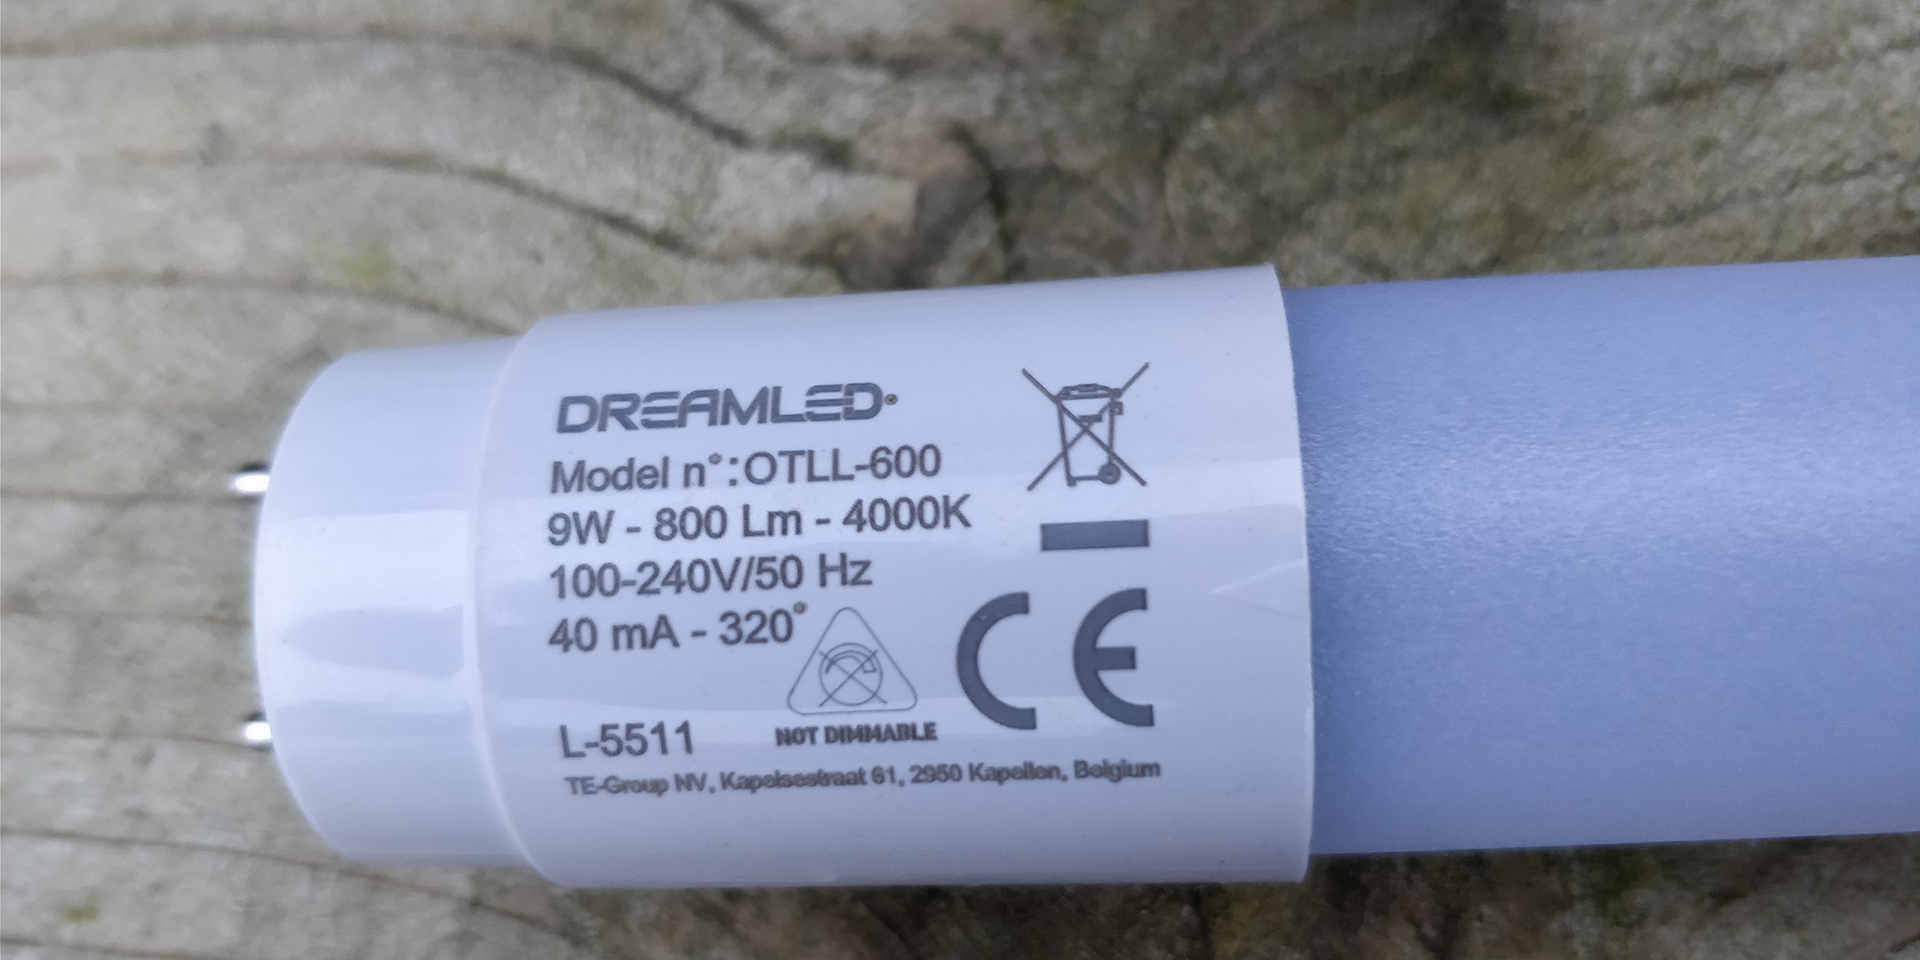 DREAMLED
Model n°:OTLL-600
9W - 800 Lm - 4000K
100-240V/50 Hz
40 mA - 320°
L-5511
NOT DIMMABLE
CE
TE-Group NV, Kapelsestraat 61, 2950 Kapellen, Belgium